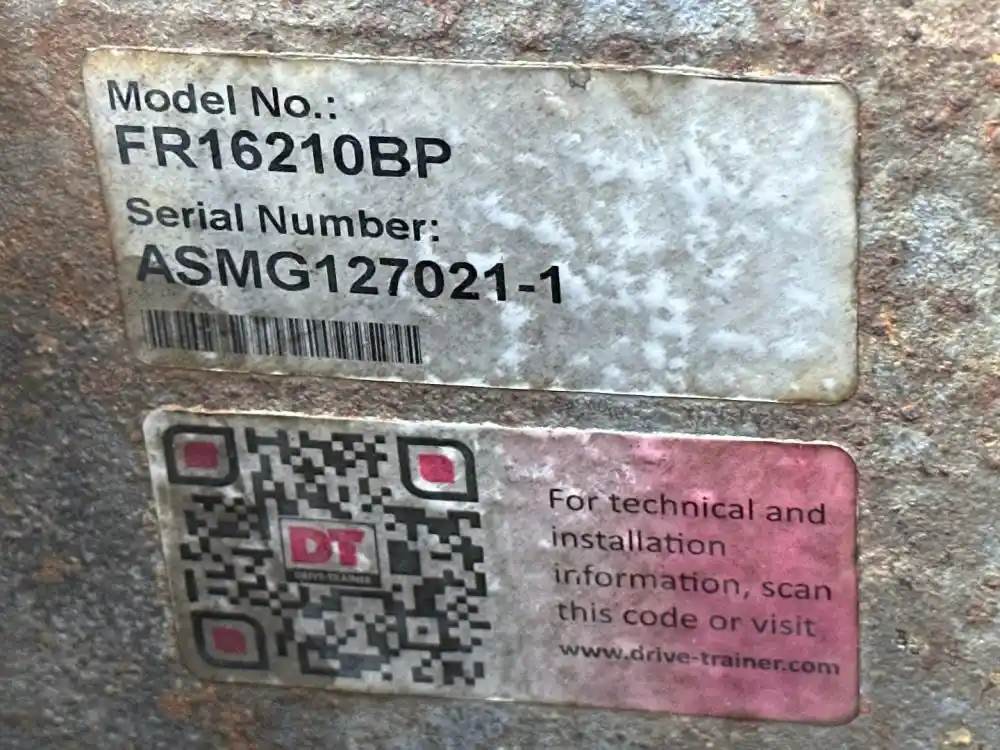 Model No.:
FR16210BP
Serial Number:
ASMG127021-1
DT
DRIVE-TRAINER
For technical and
installation
information, scan
this code or visit
www.drive-trainer.com